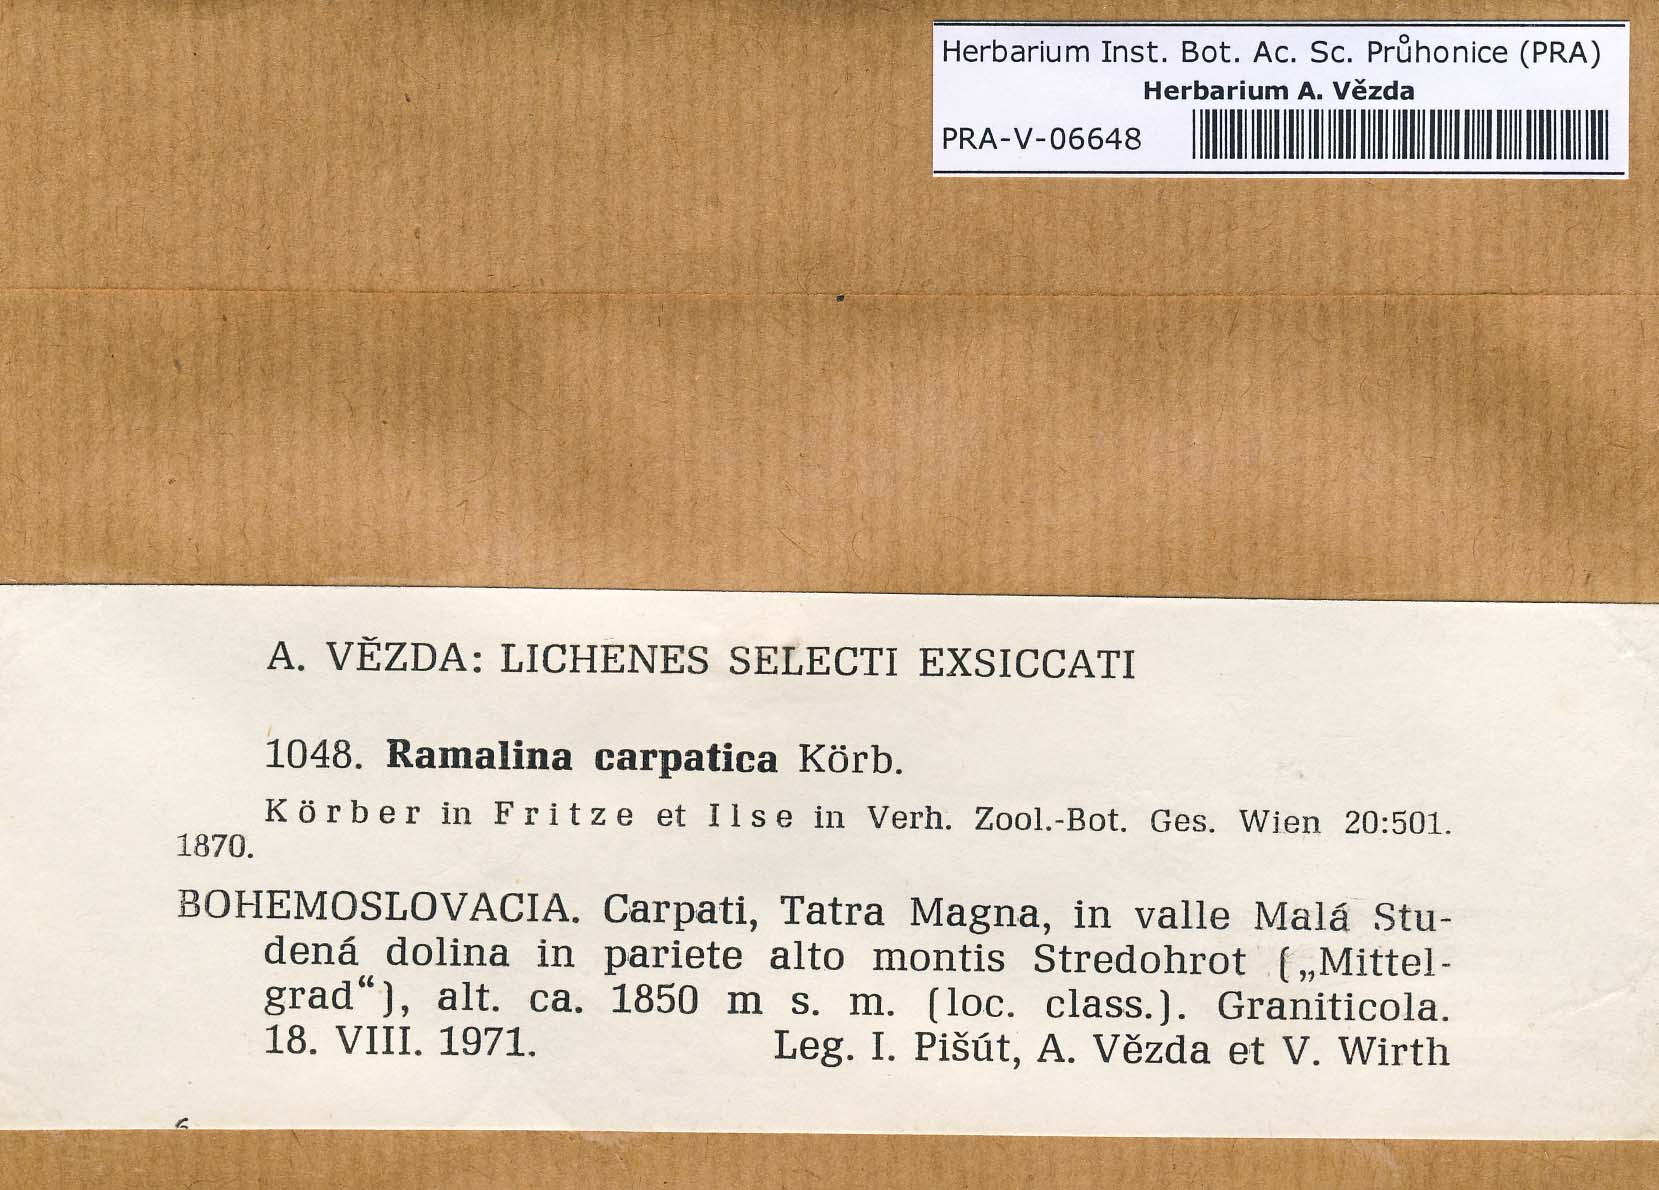 Herbarium Inst. Bot. Ac. Sc. Průhonice (PRA)
Herbarium A. Vězda
PRA-V-06648
A. VĚZDA: LICHENES SELECTI EXSICCATI
1048. Ramalina carpatica Körb.
Körber in Fritze et Ilse in Verh. Zool.-Bot. Ges. Wien 20:501.
1870.
BOHEMOSLOVACIA. Carpati, Tatra Magna, in valle Malá Stu-
dená dolina in pariete alto montis Stredohrot („Mittel-
grad“), alt. ca. 1850 m s. m. (loc. class.). Graniticola.
18. VIII. 1971. Leg. I. Pišút, A. Vězda et V. Wirth